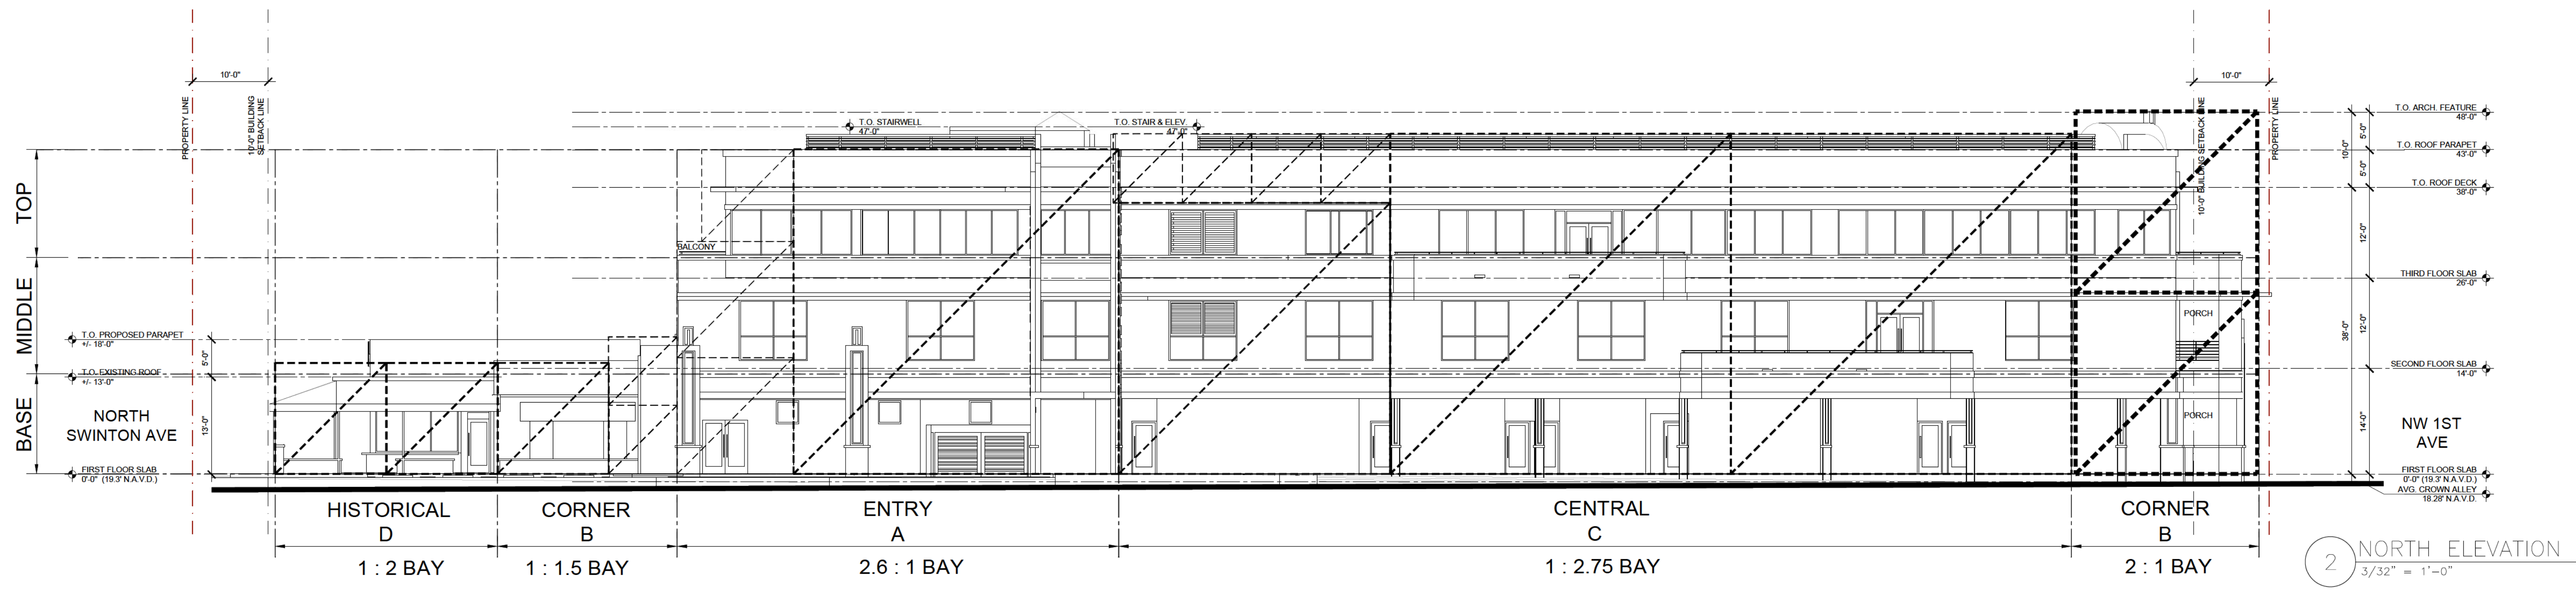 10'-0"
PROPERTY LINE
10'-0" BUILDING
SETBACK LINE
TOP
MIDDLE
BASE
T.O. PROPOSED PARAPET
+/- 18'-0"
5'-0"
T.O. EXISTING ROOF
+/- 13'-0"
13'-0"
NORTH
SWINTON AVE
FIRST FLOOR SLAB
0'-0" (19.3' N.A.V.D.)
T.O. STAIRWELL
47'-0"
T.O. STAIR & ELEV.
47'-0"
BALCONY
10'-0"
10'-0" BUILDING SETBACK LINE
PROPERTY LINE
PORCH
PORCH
T.O. ARCH. FEATURE
48'-0"
5'-0"
10'-0"
T.O. ROOF PARAPET
43'-0"
5'-0"
T.O. ROOF DECK
38'-0"
12'-0"
THIRD FLOOR SLAB
26'-0"
12'-0"
38'-0"
SECOND FLOOR SLAB
14'-0"
14'-0"
NW 1ST
AVE
FIRST FLOOR SLAB
0'-0" (19.3' N.A.V.D.)
AVG. CROWN ALLEY
18.28' N.A.V.D.
HISTORICAL
D
1 : 2 BAY
CORNER
B
1 : 1.5 BAY
ENTRY
A
2.6 : 1 BAY
CENTRAL
C
1 : 2.75 BAY
CORNER
B
2 : 1 BAY
2
NORTH ELEVATION
3/32" = 1'-0"